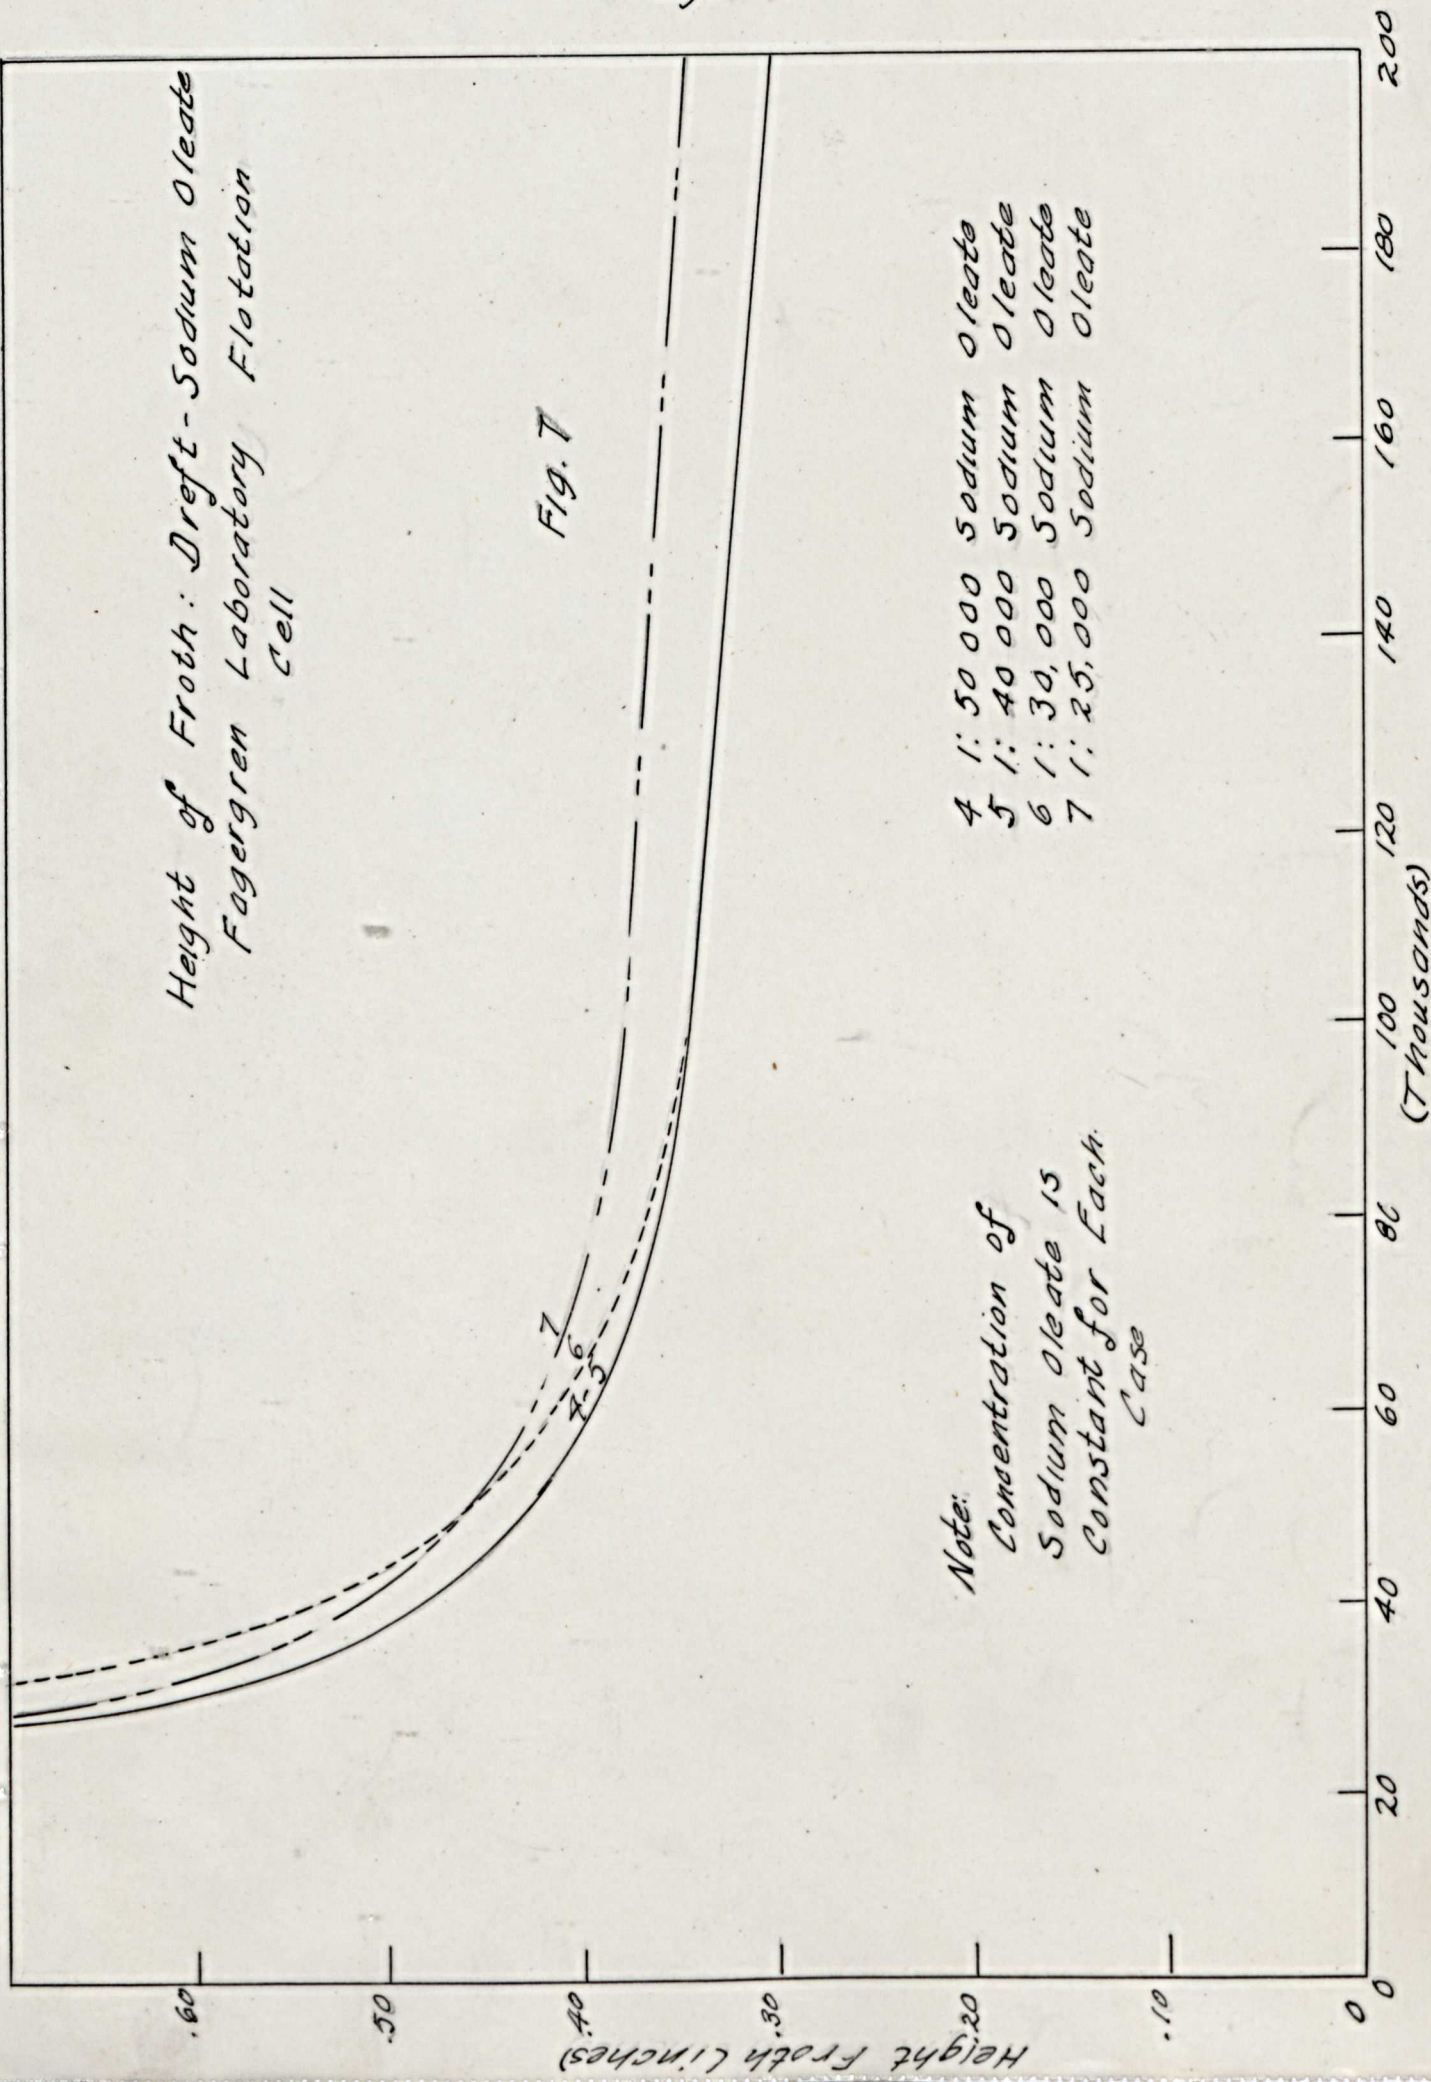 Height of Froth: Dreft-Sodium Oleate
Fagergren Laboratory Flotation
Cell
Fig. 7
7
6
4-5
4 1: 50 000 Sodium Oleate
5 1: 40 000 Sodium Oleate
6 1: 30,000 Sodium Oleate
7 1: 25,000 Sodium Oleate
Note:
Concentration of
Sodium Oleate is
Constant for Each.
Case
Height Froth (inches)
.60
.50
.40
.30
.20
.10
0
0 20 40 60 80 100 120 140 160 180 200
(Thousands)